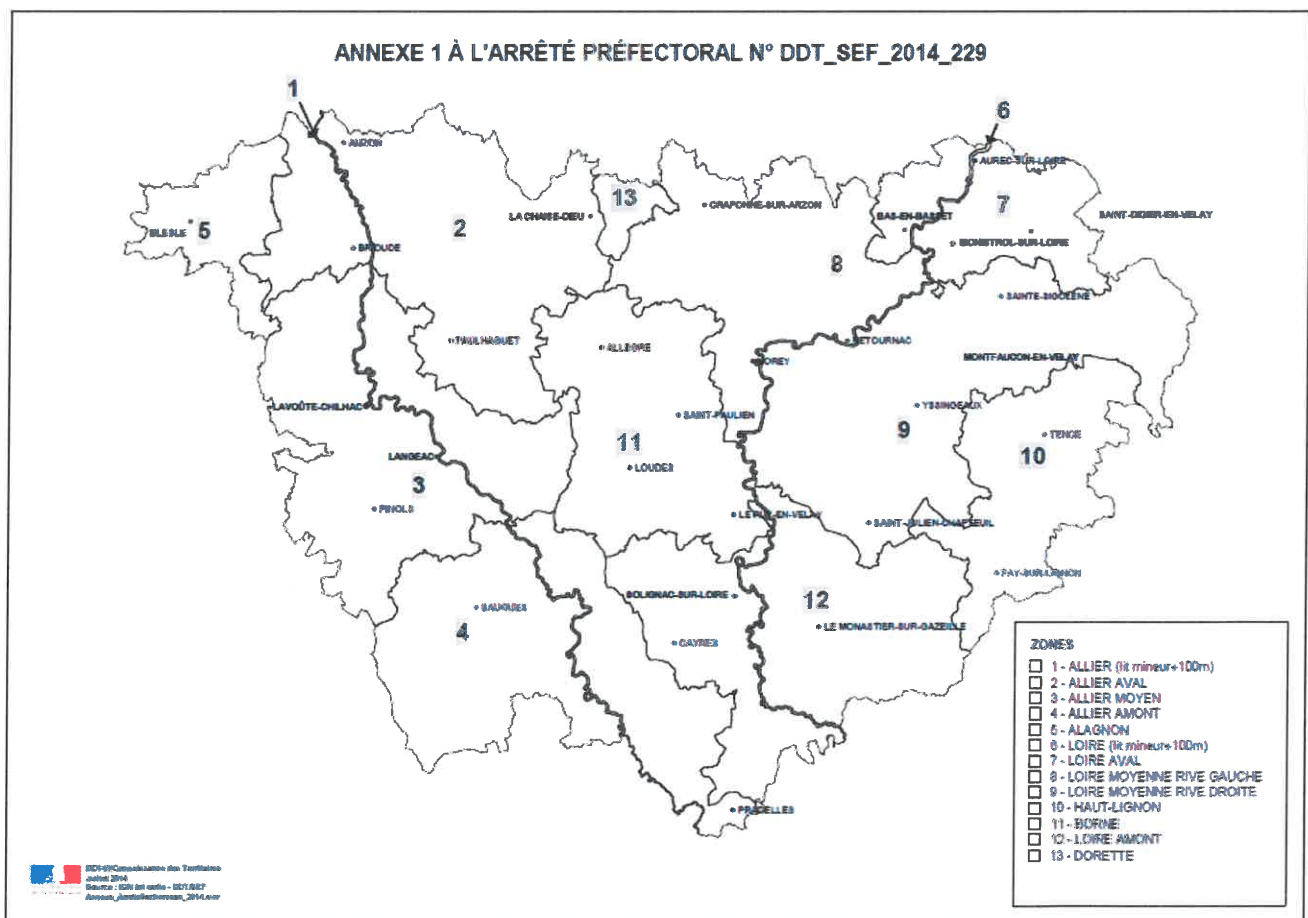 ANNEXE 1 À L'ARRÊTÉ PRÉFECTORAL N° DDT_SEF_2014_229
1
6
AUZON
AUREC-SUR-LOIRE
13
7
CRAPONNE-SUR-ARZON
LA CHAISE-DIEU
BAS-EN-BASSET
SAINT-DIDIER-EN-VELAY
2
BLESLE
5
BRIOUDE
MONISTROL-SUR-LOIRE
8
SAINTE-SIGOLÈNE
PAULHAGUET
ALLÈGRE
RETOURNAC
VOREY
MONTFAUCON-EN-VELAY
LAVOÛTE-CHILHAC
SAINT-PAULIEN
YSSINGEAUX
9
TENCE
11
10
LANGEAC
LOUDES
3
PINOLS
LE PUY-EN-VELAY
SAINT-JULIEN-CHAPTEUIL
FAY-SUR-LIGNON
SOLIGNAC-SUR-LOIRE
12
SAUGUES
LE MONASTIER-SUR-GAZEILLE
4
CAYRES
PRADELLES
ZONES
1 - ALLIER (lit mineur+100m)
2 - ALLIER AVAL
3 - ALLIER MOYEN
4 - ALLIER AMONT
5 - ALAGNON
6 - LOIRE (lit mineur+100m)
7 - LOIRE AVAL
8 - LOIRE MOYENNE RIVE GAUCHE
9 - LOIRE MOYENNE RIVE DROITE
10 - HAUT-LIGNON
11 - BORNE
12 - LOIRE AMONT
13 - DORETTE
Connaissance des Territoires
2014
Source : IGN